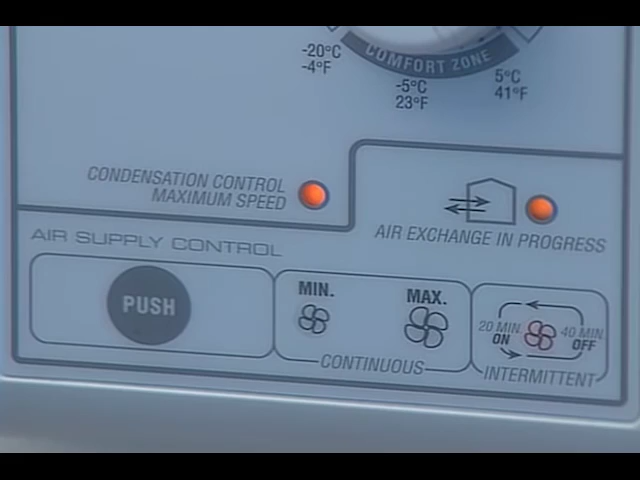 -20°C
-4°F
COMFORT ZONE
-5°C
23°F
5°C
41°F
CONDENSATION CONTROL
MAXIMUM SPEED
AIR EXCHANGE IN PROGRESS
AIR SUPPLY CONTROL
PUSH
MIN.
MAX.
CONTINUOUS
20 MIN.
ON
40 MIN.
OFF
INTERMITTENT